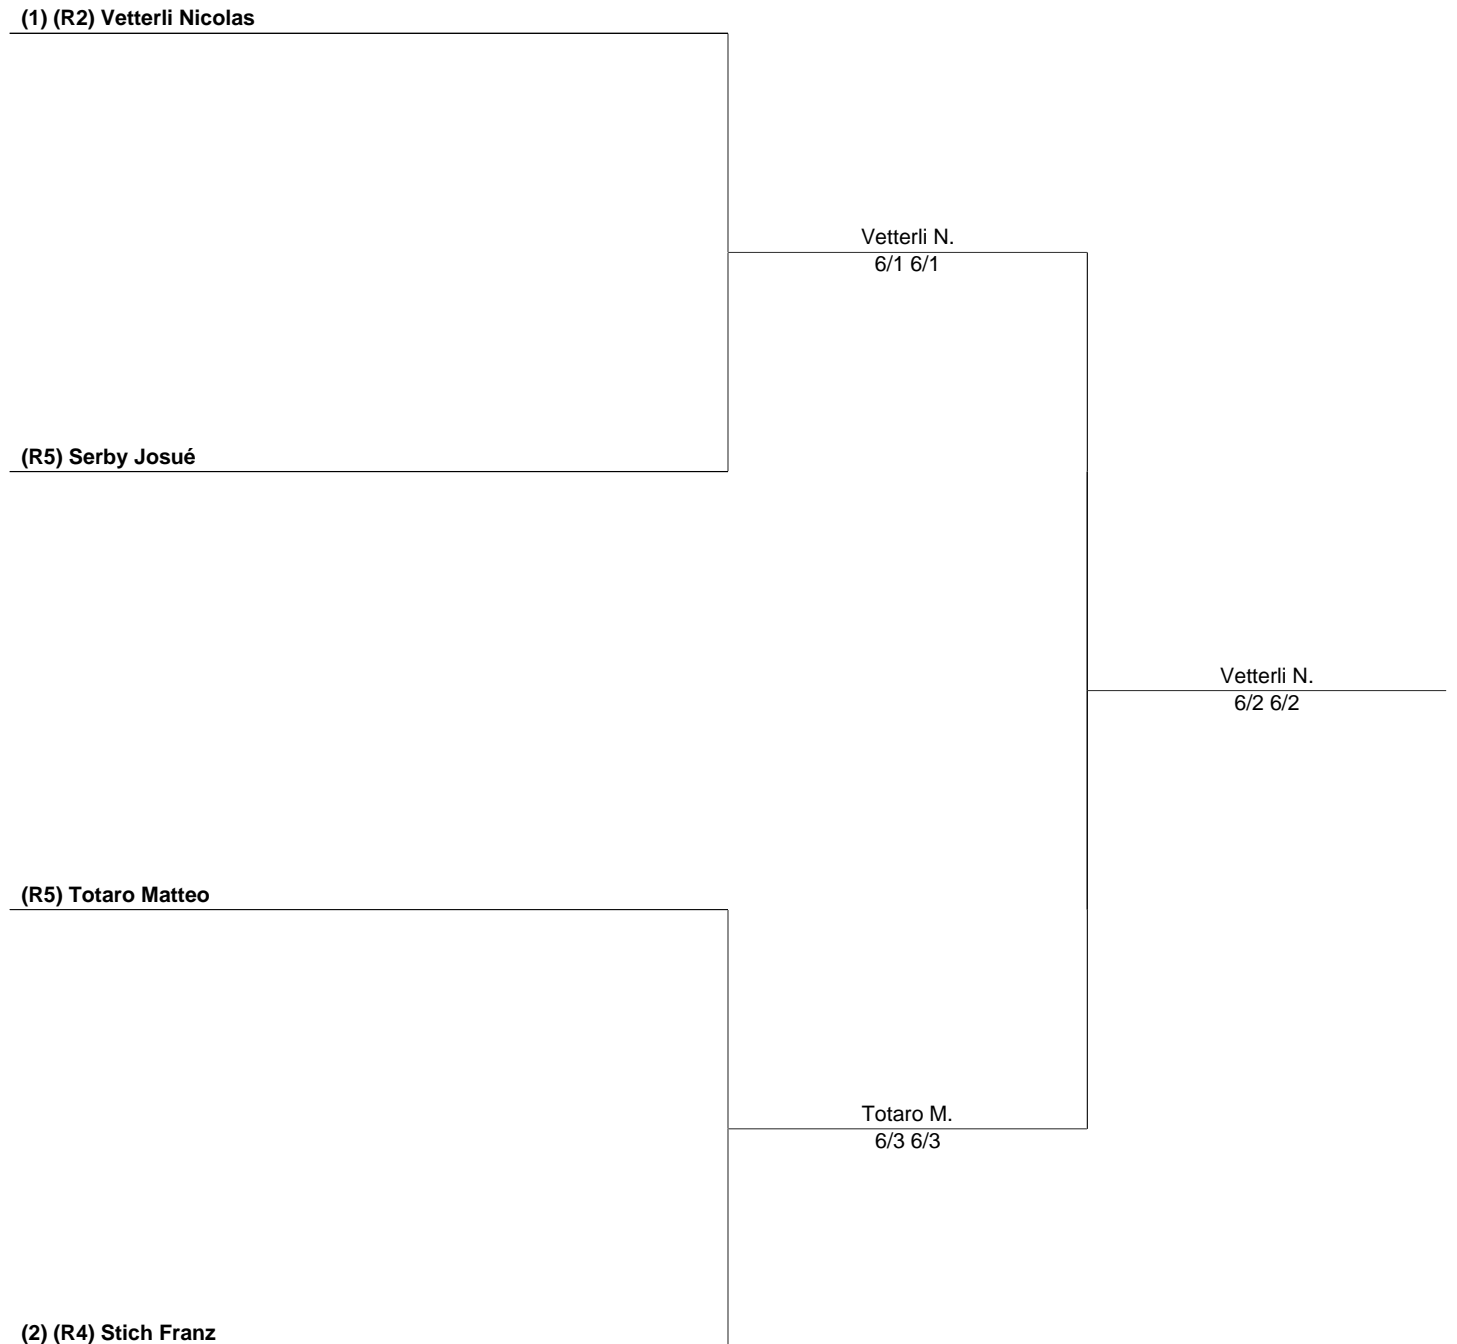 (1) (R2) Vetterli Nicolas
Vetterli N.
6/1 6/1
(R5) Serby Josué
Vetterli N.
6/2 6/2
(R5) Totaro Matteo
Totaro M.
6/3 6/3
(2) (R4) Stich Franz